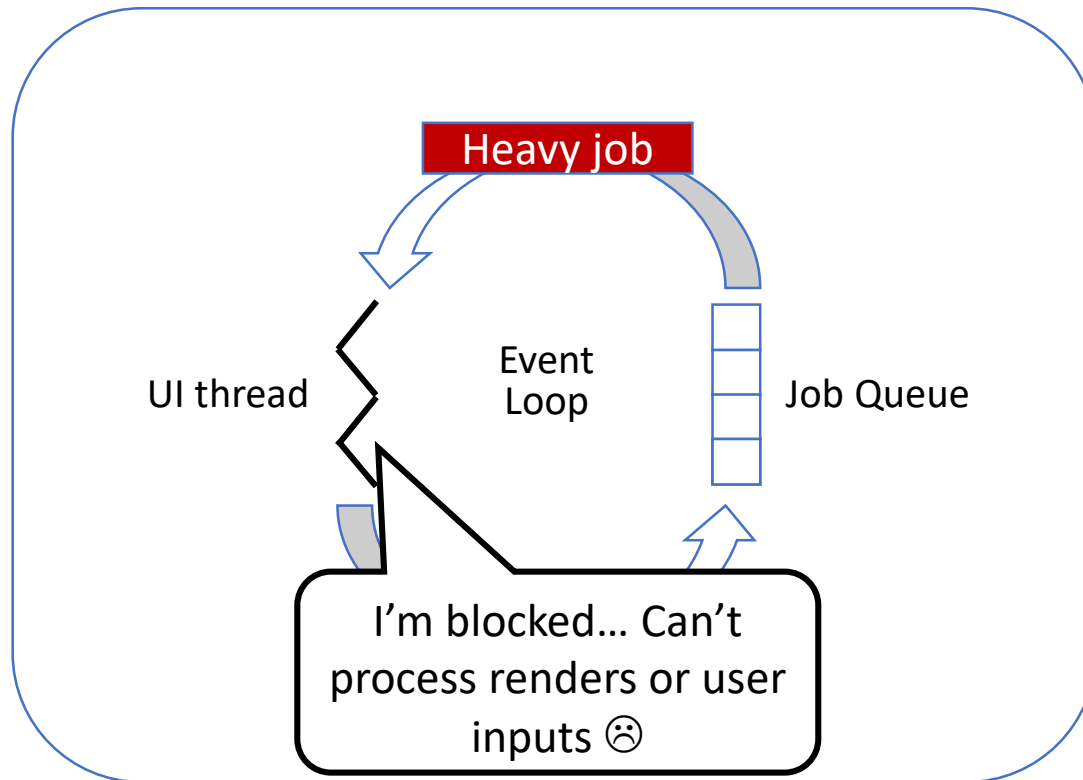 Heavy job
UI thread
Event
Loop
Job Queue
I’m blocked… Can’t
process renders or user
inputs ☹